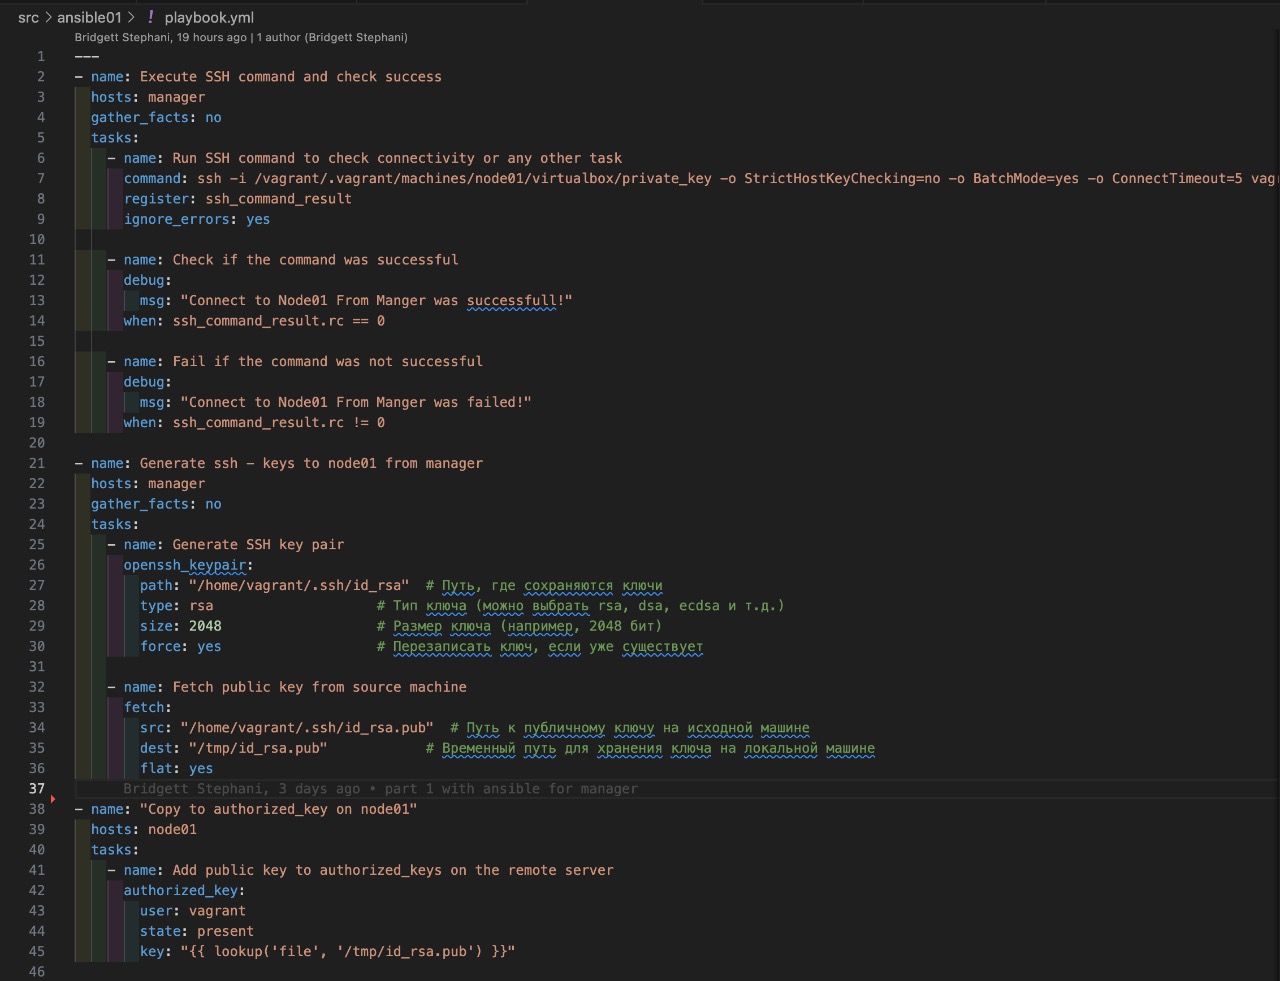 src > ansible01 > ! playbook.yml
Bridgett Stephani, 19 hours ago | 1 author (Bridgett Stephani)
1 ---
2 - name: Execute SSH command and check success
3 hosts: manager
4 gather_facts: no
5 tasks:
6 - name: Run SSH command to check connectivity or any other task
7 command: ssh -i /vagrant/.vagrant/machines/node01/virtualbox/private_key -o StrictHostKeyChecking=no -o BatchMode=yes -o ConnectTimeout=5 vag
8 register: ssh_command_result
9 ignore_errors: yes
10
11 - name: Check if the command was successful
12 debug:
13 msg: "Connect to Node01 From Manger was successfull!"
14 when: ssh_command_result.rc == 0
15
16 - name: Fail if the command was not successful
17 debug:
18 msg: "Connect to Node01 From Manger was failed!"
19 when: ssh_command_result.rc != 0
20
21 - name: Generate ssh - keys to node01 from manager
22 hosts: manager
23 gather_facts: no
24 tasks:
25 - name: Generate SSH key pair
26 openssh_keypair:
27 path: "/home/vagrant/.ssh/id_rsa" # Путь, где сохраняются ключи
28 type: rsa # Тип ключа (можно выбрать rsa, dsa, ecdsa и т.д.)
29 size: 2048 # Размер ключа (например, 2048 бит)
30 force: yes # Перезаписать ключ, если уже существует
31
32 - name: Fetch public key from source machine
33 fetch:
34 src: "/home/vagrant/.ssh/id_rsa.pub" # Путь к публичному ключу на исходной машине
35 dest: "/tmp/id_rsa.pub" # Временный путь для хранения ключа на локальной машине
36 flat: yes
37 Bridgett Stephani, 3 days ago • part 1 with ansible for manager
38 - name: "Copy to authorized_key on node01"
39 hosts: node01
40 tasks:
41 - name: Add public key to authorized_keys on the remote server
42 authorized_key:
43 user: vagrant
44 state: present
45 key: "{{ lookup('file', '/tmp/id_rsa.pub') }}"
46